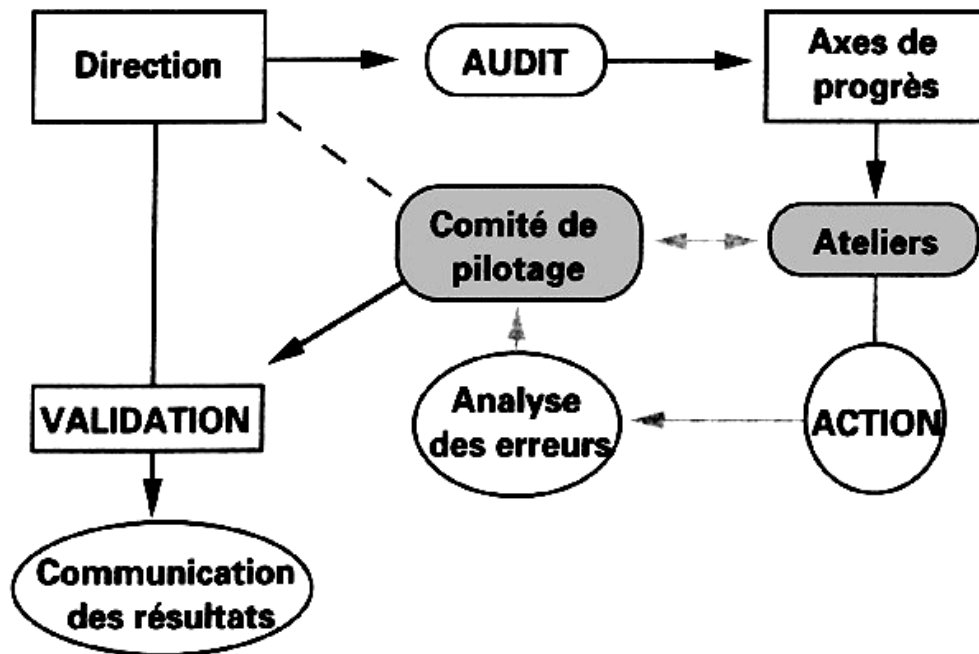 Direction
AUDIT
Axes de
progrès
Comité de
pilotage
Ateliers
VALIDATION
Analyse
des erreurs
ACTION
Communication
des résultats